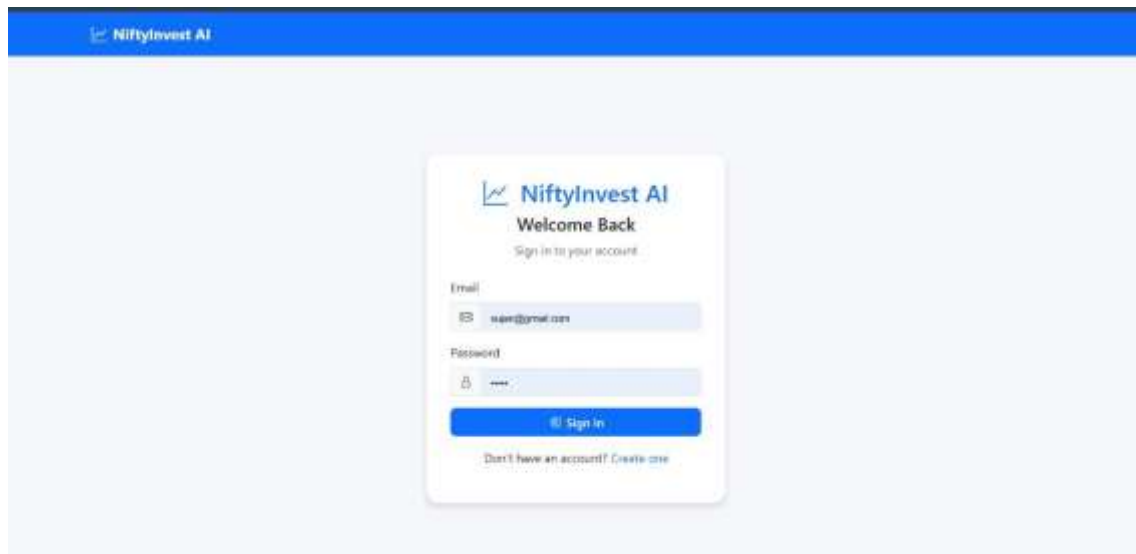 NiftyInvest AI
NiftyInvest AI
Welcome Back
Sign in to your account
Email
Password
Sign In
Don't have an account? Create one